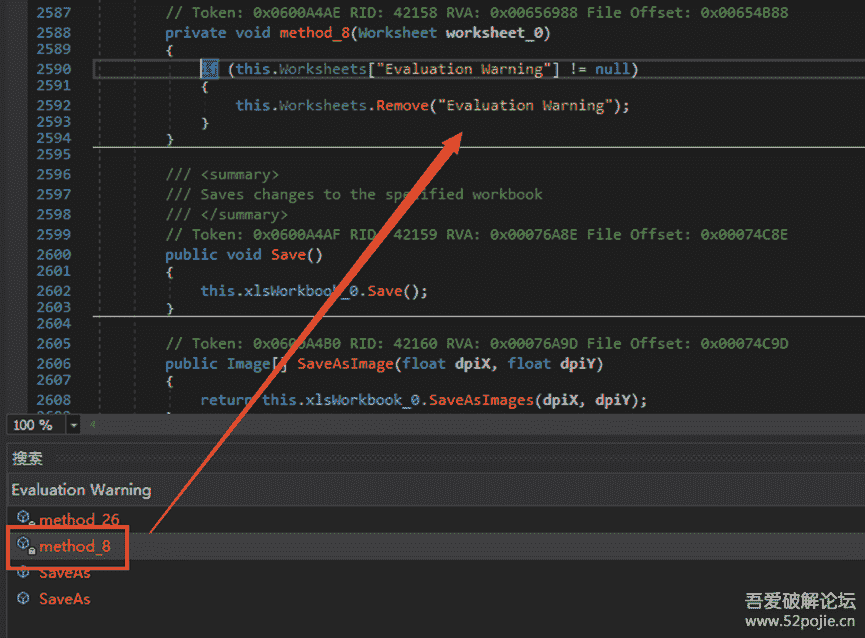 2587 // Token: 0x0600A4AE RID: 42158 RVA: 0x00656988 File Offset: 0x00654B88
2588 private void method_8(Worksheet worksheet_0)
2589 {
2590 if (this.Worksheets["Evaluation Warning"] != null)
2591 {
2592 this.Worksheets.Remove("Evaluation Warning");
2593 }
2594 }
2595
2596 /// <summary>
2597 /// Saves changes to the specified workbook
2598 /// </summary>
2599 // Token: 0x0600A4AF RID: 42159 RVA: 0x00076A8E File Offset: 0x00074C8E
2600 public void Save()
2601 {
2602 this.xlsWorkbook_0.Save();
2603 }
2604
2605 // Token: 0x0600A4B0 RID: 42160 RVA: 0x00076A9D File Offset: 0x00074C9D
2606 public Image[] SaveAsImage(float dpiX, float dpiY)
2607 {
2608 return this.xlsWorkbook_0.SaveAsImages(dpiX, dpiY);
100 %
搜索
Evaluation Warning
method_26
method_8
SaveAs
SaveAs
吾爱破解论坛
www.52pojie.cn